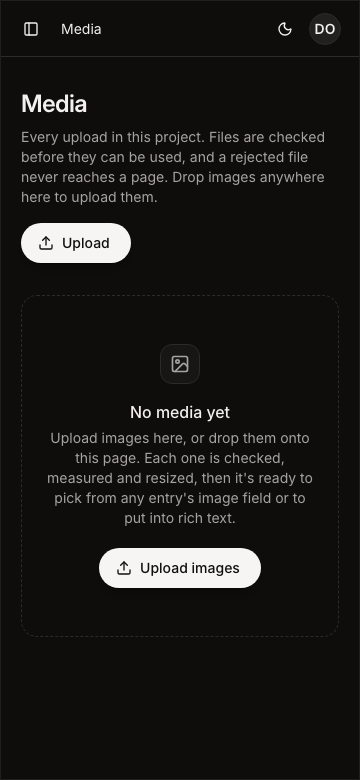 Media
DO
Media
Every upload in this project. Files are checked
before they can be used, and a rejected file
never reaches a page. Drop images anywhere
here to upload them.
Upload
No media yet
Upload images here, or drop them onto
this page. Each one is checked,
measured and resized, then it's ready to
pick from any entry's image field or to
put into rich text.
Upload images